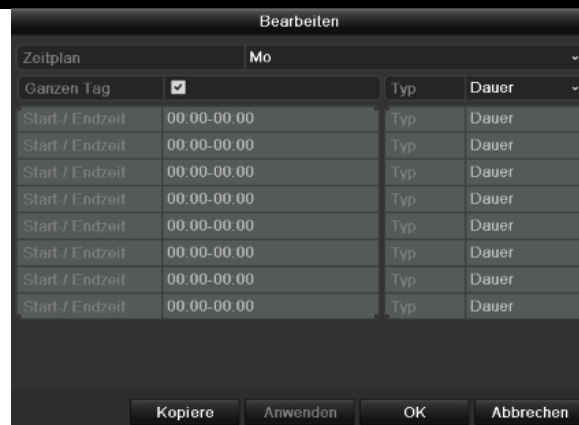 Bearbeiten
Zeitplan Mo
Ganzen Tag Typ Dauer
Start-/ Endzeit 00:00-00:00 Typ Dauer
Start-/ Endzeit 00:00-00:00 Typ Dauer
Start-/ Endzeit 00:00-00:00 Typ Dauer
Start-/ Endzeit 00:00-00:00 Typ Dauer
Start-/ Endzeit 00:00-00:00 Typ Dauer
Start-/ Endzeit 00:00-00:00 Typ Dauer
Start-/ Endzeit 00:00-00:00 Typ Dauer
Start-/ Endzeit 00:00-00:00 Typ Dauer
Kopiere Anwenden OK Abbrechen